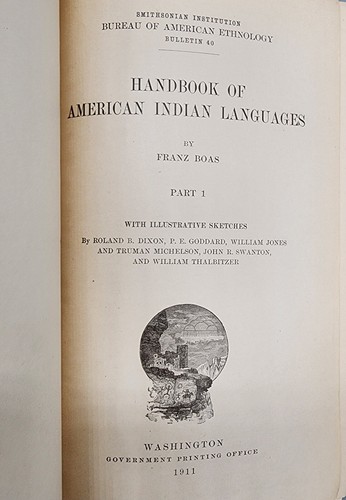 SMITHSONIAN INSTITUTION
BUREAU OF AMERICAN ETHNOLOGY
BULLETIN 40
HANDBOOK OF
AMERICAN INDIAN LANGUAGES
BY
FRANZ BOAS
PART 1
WITH ILLUSTRATIVE SKETCHES
By ROLAND B. DIXON, P. E. GODDARD, WILLIAM JONES
AND TRUMAN MICHELSON, JOHN R. SWANTON,
AND WILLIAM THALBITZER
WASHINGTON
GOVERNMENT PRINTING OFFICE
1911